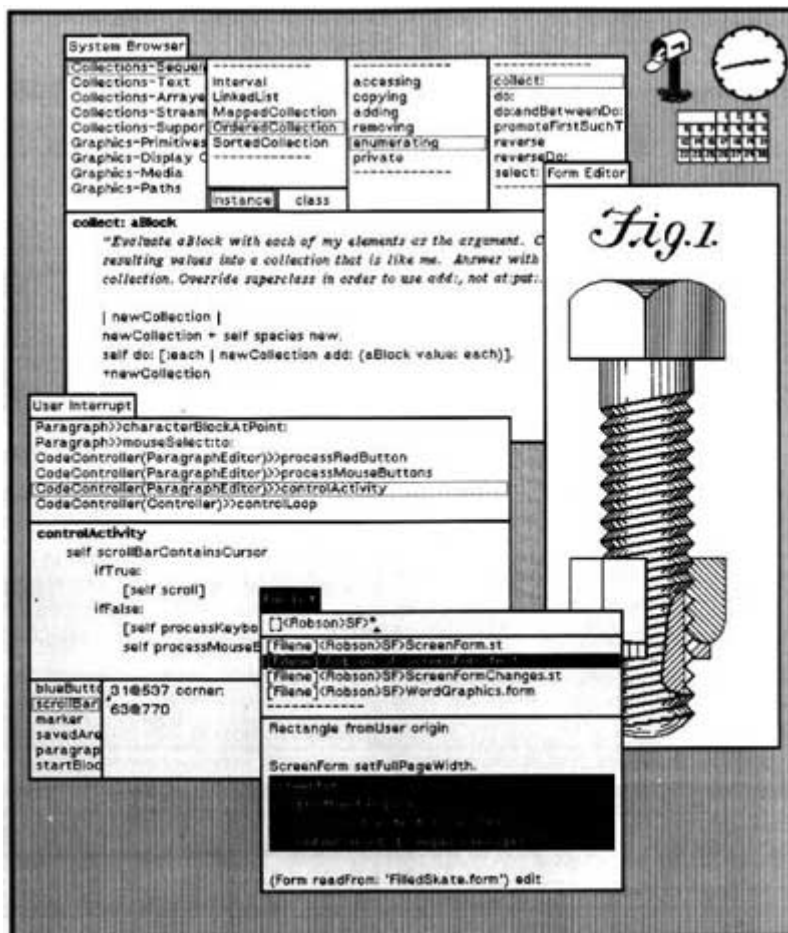 System Browser
Collections-Sequen
Collections-Text
Collections-Arraye
Collections-Stream
Collections-Suppor
Graphics-Primitives
Graphics-Display O
Graphics-Media
Graphics-Paths
------------
Interval
LinkedList
MappedCollection
OrderedCollection
SortedCollection
------------
instance class
------------
accessing
copying
adding
removing
enumerating
private
------------
------------
collect:
do:
do:andBetweenDo:
promoteFirstSuchT
reverse
reverseDo:
select:
Form Editor
Fig.1.
collect: aBlock
"Evaluate aBlock with each of my elements as the argument. C
resulting values into a collection that is like me. Answer with
collection. Override superclass in order to use add:, not at:put:.
| newCollection |
newCollection ← self species new.
self do: [:each | newCollection add: (aBlock value: each)].
↑newCollection
User Interrupt
Paragraph>>characterBlockAtPoint:
Paragraph>>mouseSelect:to:
CodeController(ParagraphEditor)>>processRedButton
CodeController(ParagraphEditor)>>processMouseButtons
CodeController(ParagraphEditor)>>controlActivity
CodeController(Controller)>>controlLoop
controlActivity
self scrollBarContainsCursor
ifTrue:
[self scroll]
ifFalse:
[self processKeybo
self processMouseB
blueButto
scrollBar
marker
savedAre
paragrap
startBloc
31@537 corner:
63@770
[]<Robson>SF>*
[Filene]<Robson>SF>ScreenForm.st
[Filene]<Robson>SF>ScreenFormChanges.st
[Filene]<Robson>SF>WordGraphics.form
------------
Rectangle fromUser origin
ScreenForm setFullPageWidth.
(Form readFrom: 'FilledSkate.form') edit